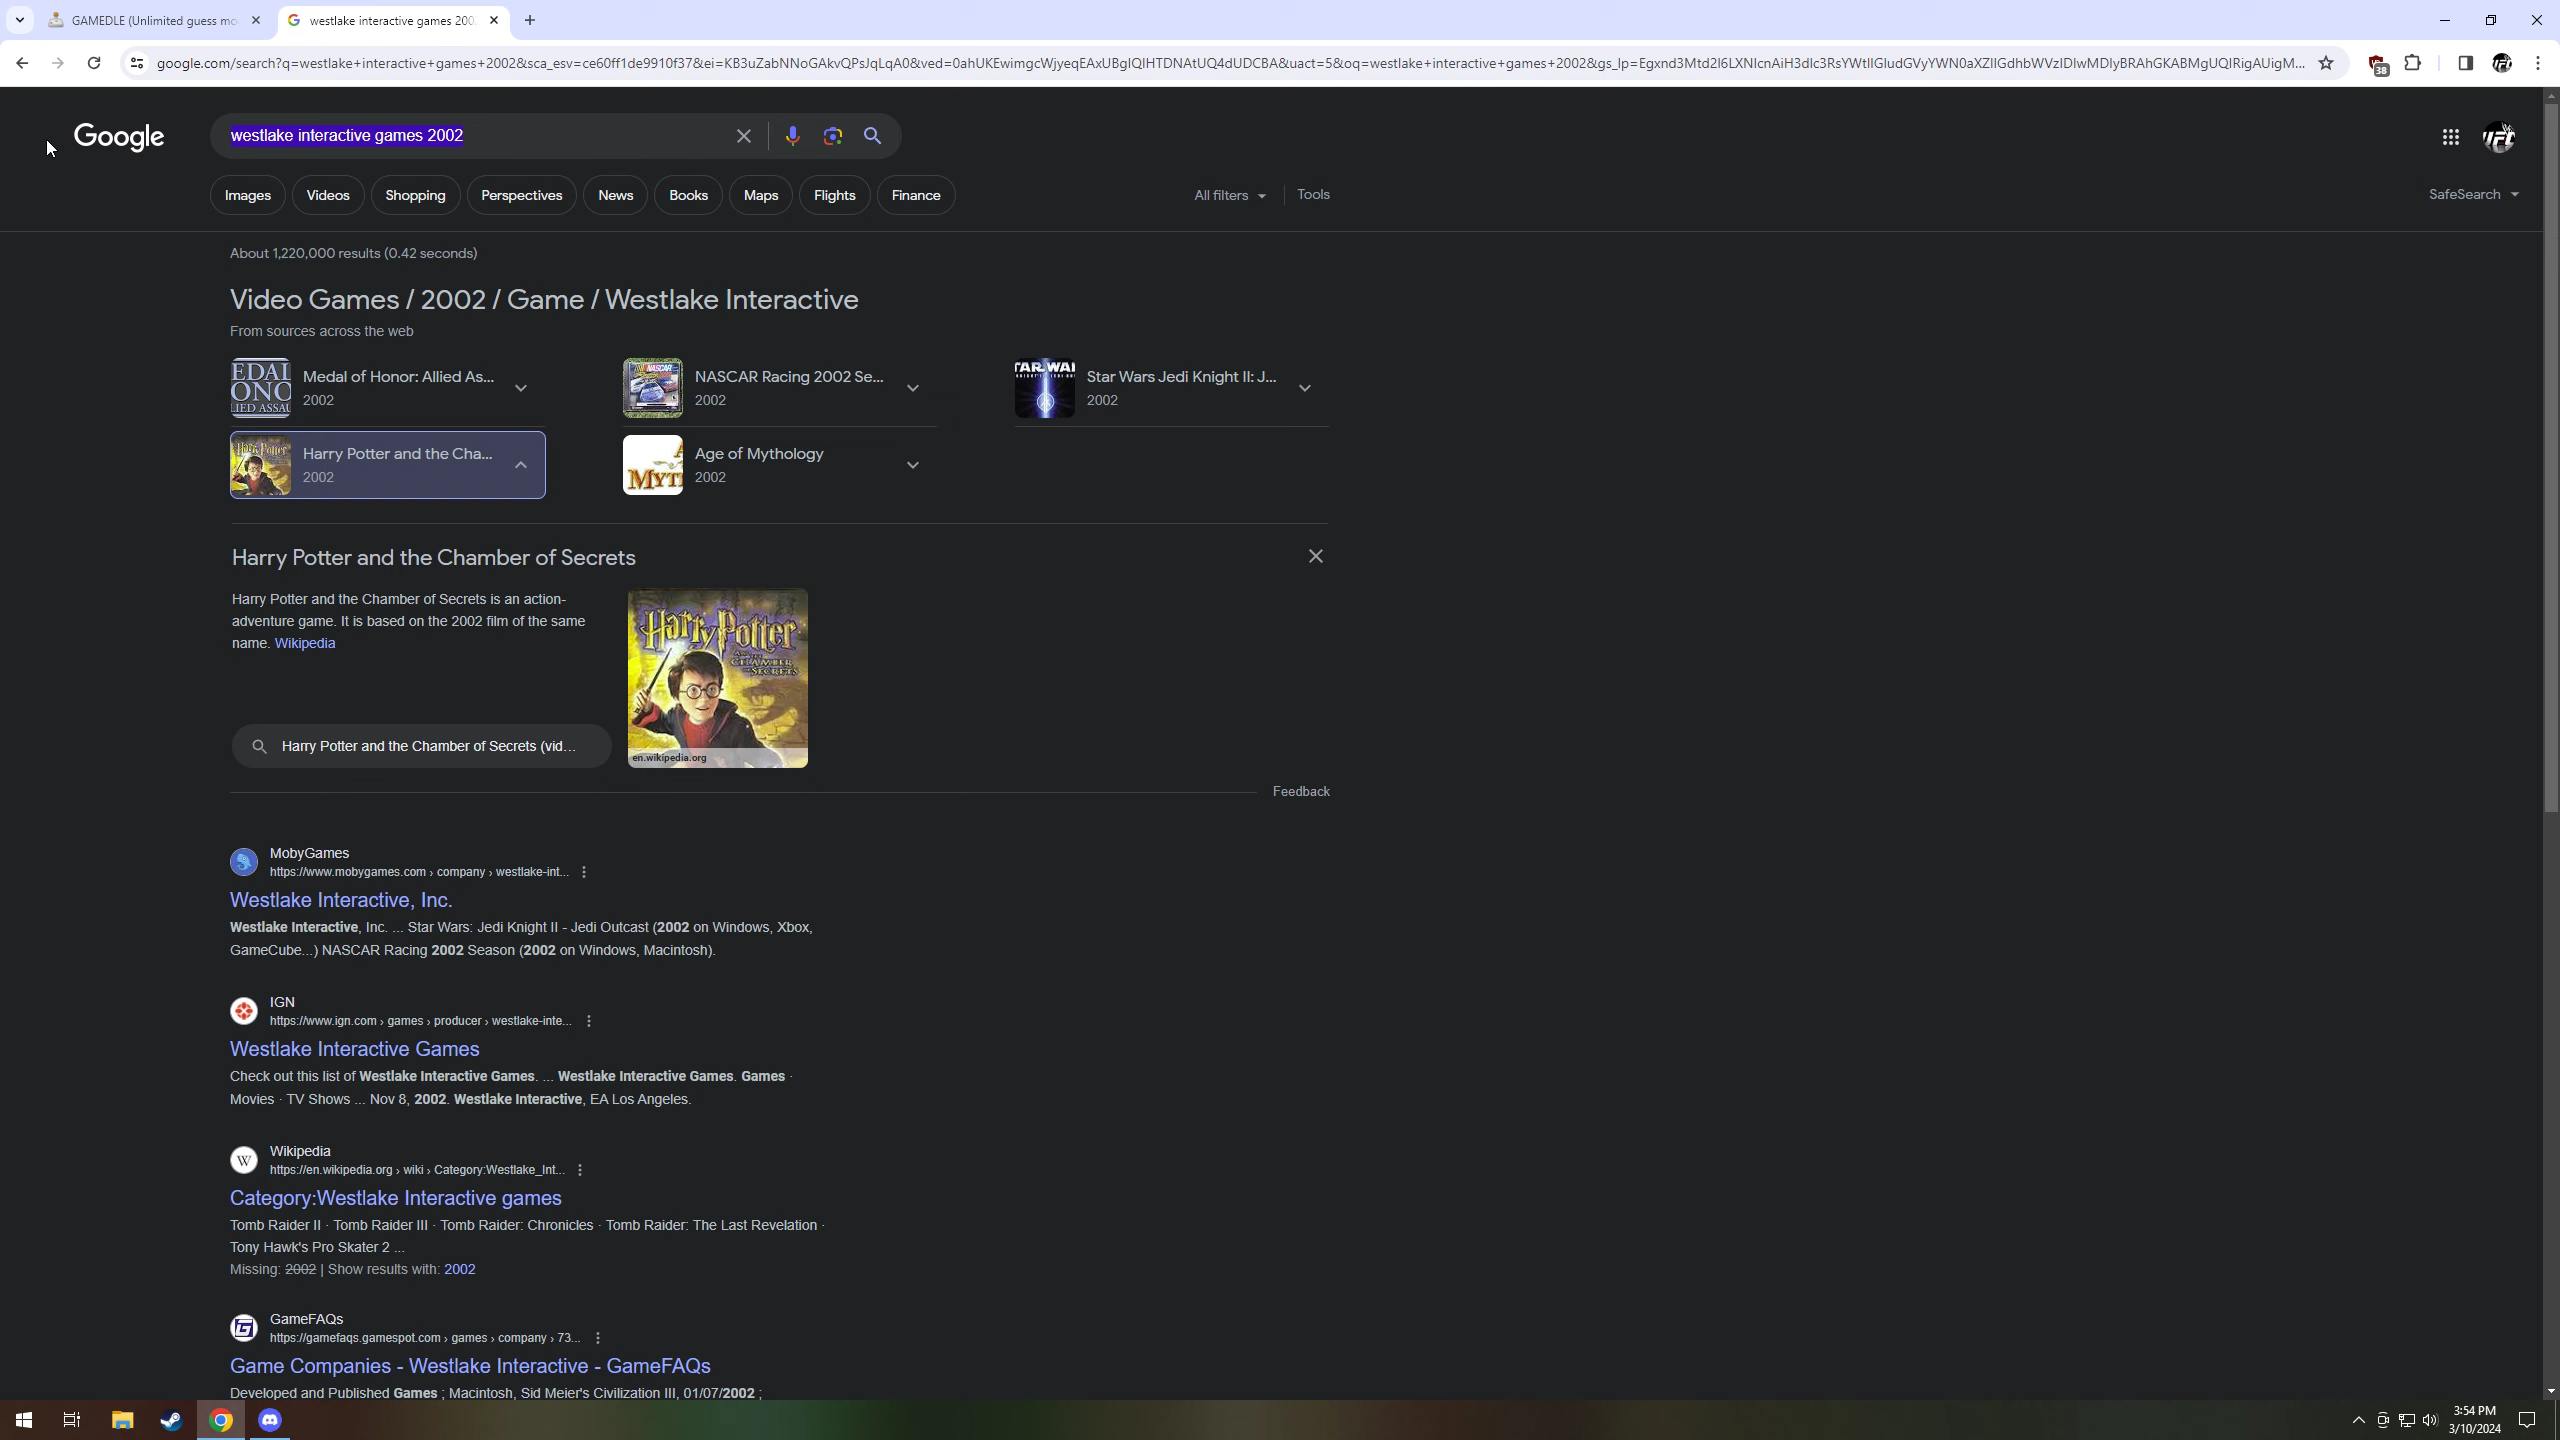 GAMEDLE (Unlimited guess mo
westlake interactive games 200
google.com/search?q=westlake+interactive+games+2002&sca_esv=ce60ff1de9910f37&ei=KB3uZabNNoGAkvQPsJqLqA0&ved=0ahUKEwimgcWjyeqEAxUBglQIHTDNAtUQ4dUDCBA&uact=5&oq=westlake+interactive+games+2002&gs_lp=Egxnd3Mtd2l6LXNlcnAiH3dlc3RsYWtlIGludGVyYWN0aXZlIGdhbWVzIDIwMDIyBRAhGKABMgUQIRigAUigM...
38
Google
westlake interactive games 2002
Images Videos Shopping Perspectives News Books Maps Flights Finance All filters Tools SafeSearch
About 1,220,000 results (0.42 seconds)
Video Games / 2002 / Game / Westlake Interactive
From sources across the web
Medal of Honor: Allied As...
2002
NASCAR Racing 2002 Se...
2002
Star Wars Jedi Knight II: J...
2002
Harry Potter and the Cha...
2002
Age of Mythology
2002
Harry Potter and the Chamber of Secrets
Harry Potter and the Chamber of Secrets is an action-
adventure game. It is based on the 2002 film of the same
name. Wikipedia
Harry Potter
AND THE
CHAMBER
OF
SECRETS
en.wikipedia.org
Harry Potter and the Chamber of Secrets (vid...
Feedback
MobyGames
https://www.mobygames.com › company › westlake-int...
Westlake Interactive, Inc.
Westlake Interactive, Inc. ... Star Wars: Jedi Knight II - Jedi Outcast (2002 on Windows, Xbox,
GameCube...) NASCAR Racing 2002 Season (2002 on Windows, Macintosh).
IGN
https://www.ign.com › games › producer › westlake-inte...
Westlake Interactive Games
Check out this list of Westlake Interactive Games. ... Westlake Interactive Games. Games ·
Movies · TV Shows ... Nov 8, 2002. Westlake Interactive, EA Los Angeles.
W
Wikipedia
https://en.wikipedia.org › wiki › Category:Westlake_Int...
Category:Westlake Interactive games
Tomb Raider II · Tomb Raider III · Tomb Raider: Chronicles · Tomb Raider: The Last Revelation ·
Tony Hawk's Pro Skater 2 ...
Missing: 2002 | Show results with: 2002
GameFAQs
https://gamefaqs.gamespot.com › games › company › 73...
Game Companies - Westlake Interactive - GameFAQs
Developed and Published Games ; Macintosh, Sid Meier's Civilization III, 01/07/2002 ;
3:54 PM
3/10/2024